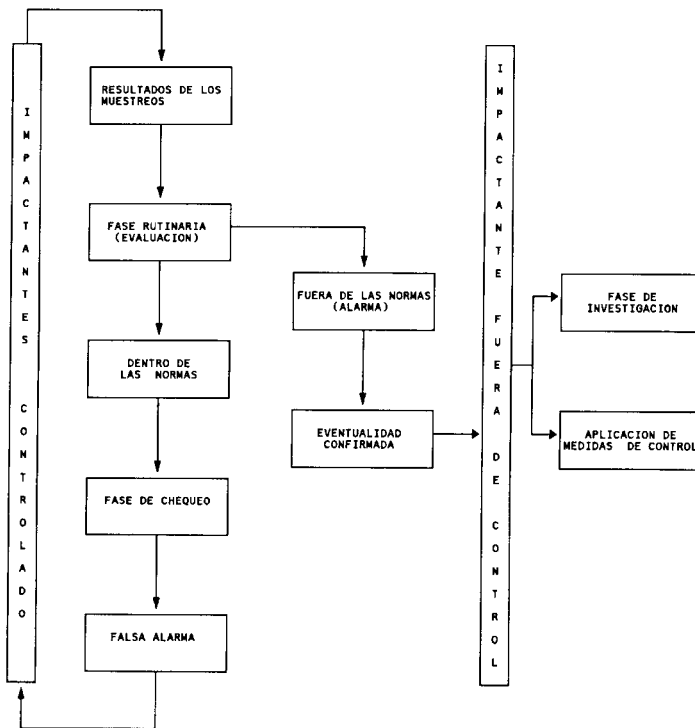 IMPACTANTES CONTROLADO
RESULTADOS DE LOS
MUESTREOS
FASE RUTINARIA
(EVALUACION)
DENTRO DE
LAS NORMAS
FASE DE CHEQUEO
FALSA ALARMA
FUERA DE LAS NORMAS
(ALARMA)
EVENTUALIDAD
CONFIRMADA
IMPACTANTE FUERA DE CONTROL
FASE DE
INVESTIGACION
APLICACION DE
MEDIDAS DE CONTROL